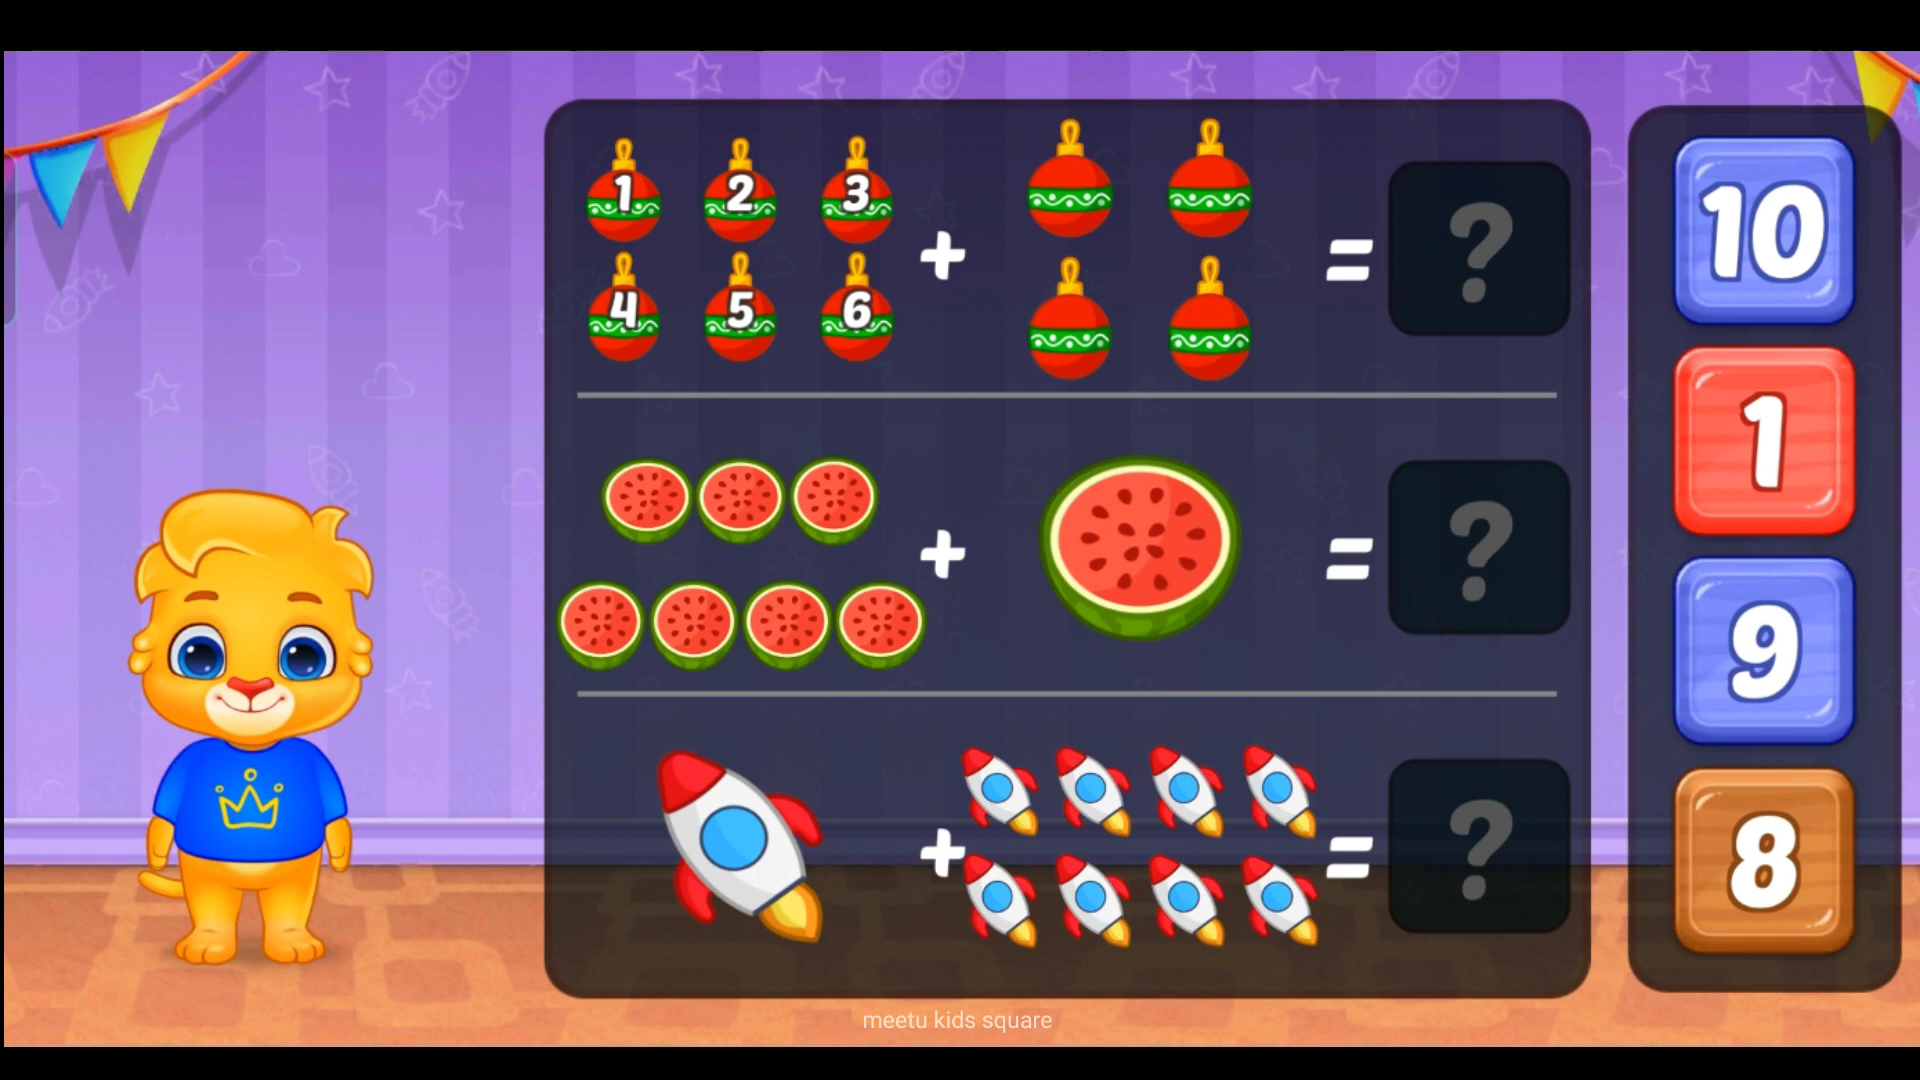 1 2 3
4 5 6
+ = ?
+ = ?
+ = ?
10
1
9
8
meetu kids square